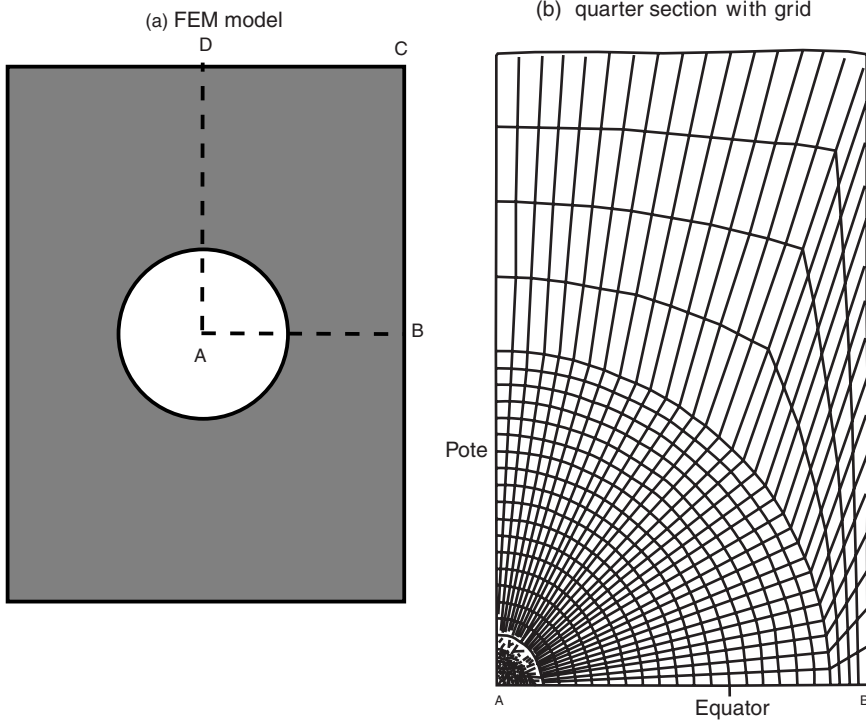 (a) FEM model
D
C
B
A
(b) quarter section with grid
Pote
A
Equator